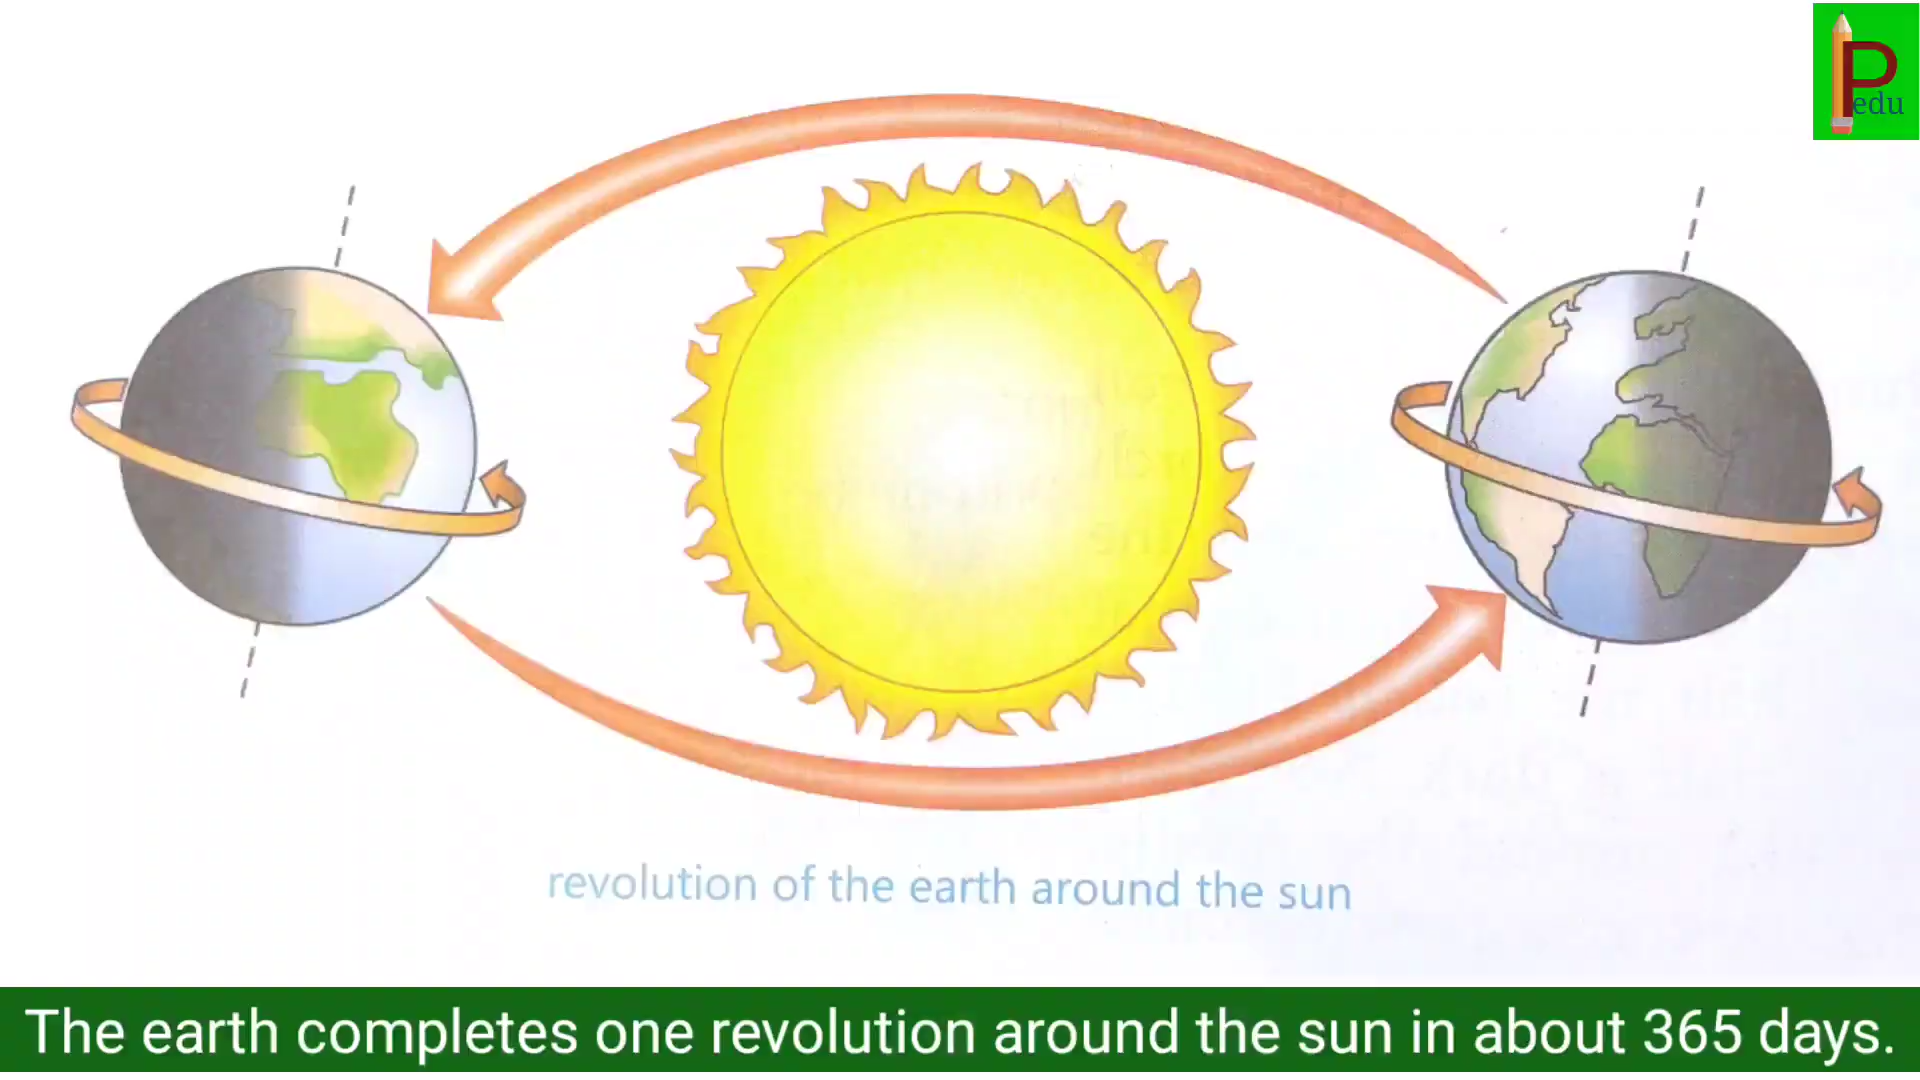 P
edu
revolution of the earth around the sun
The earth completes one revolution around the sun in about 365 days.